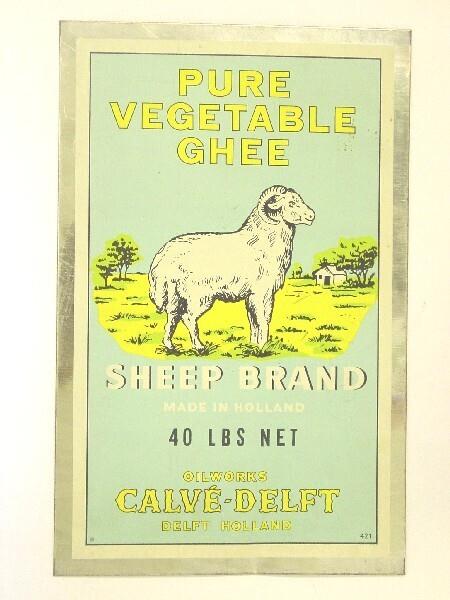 PURE
VEGETABLE
GHEE
SHEEP BRAND
MADE IN HOLLAND
40 LBS NET
OILWORKS
CALVÉ-DELFT
DELFT HOLLAND
421